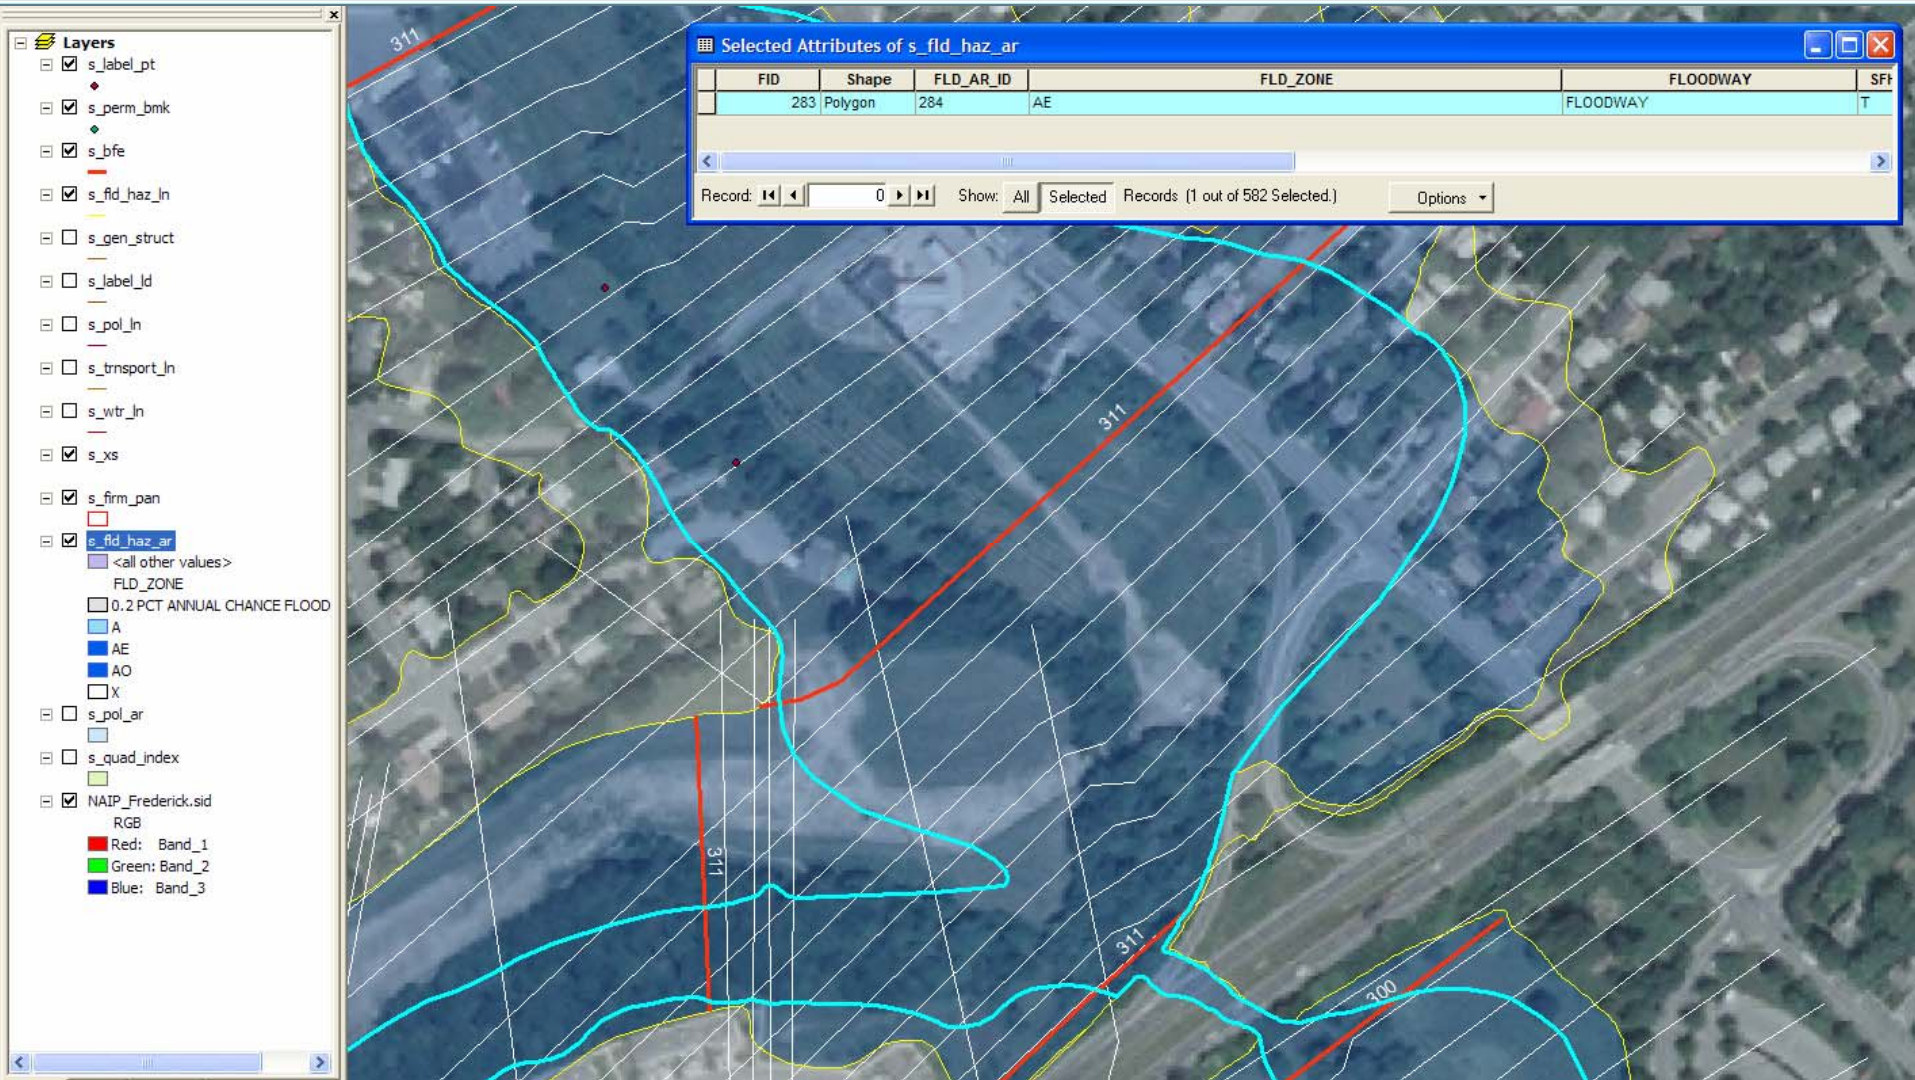 Layers
s_label_pt
s_perm_bmk
s_bfe
s_fld_haz_ln
s_gen_struct
s_label_ld
s_pol_ln
s_trnsport_ln
s_wtr_ln
s_xs
s_firm_pan
s_fld_haz_ar
<all other values>
FLD_ZONE
0.2 PCT ANNUAL CHANCE FLOOD
A
AE
AO
X
s_pol_ar
s_quad_index
NAIP_Frederick.sid
RGB
Red: Band_1
Green: Band_2
Blue: Band_3
Selected Attributes of s_fld_haz_ar
FID Shape FLD_AR_ID FLD_ZONE FLOODWAY SFH
283 Polygon 284 AE FLOODWAY T
Record: 0 Show: All Selected Records (1 out of 582 Selected.) Options
311
311
311
311
300